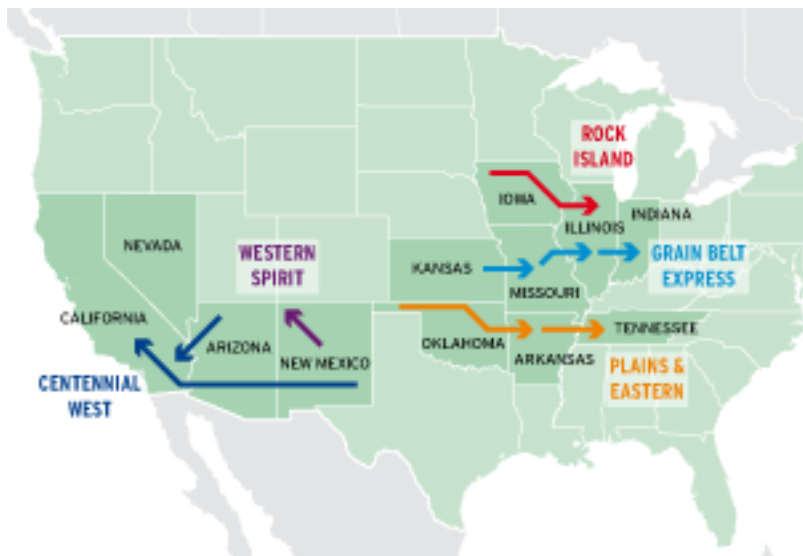 ROCK
ISLAND
IOWA
ILLINOIS
INDIANA
NEVADA
WESTERN
SPIRIT
KANSAS
MISSOURI
GRAIN BELT
EXPRESS
CALIFORNIA
ARIZONA
NEW MEXICO
OKLAHOMA
ARKANSAS
TENNESSEE
CENTENNIAL
WEST
PLAINS &
EASTERN